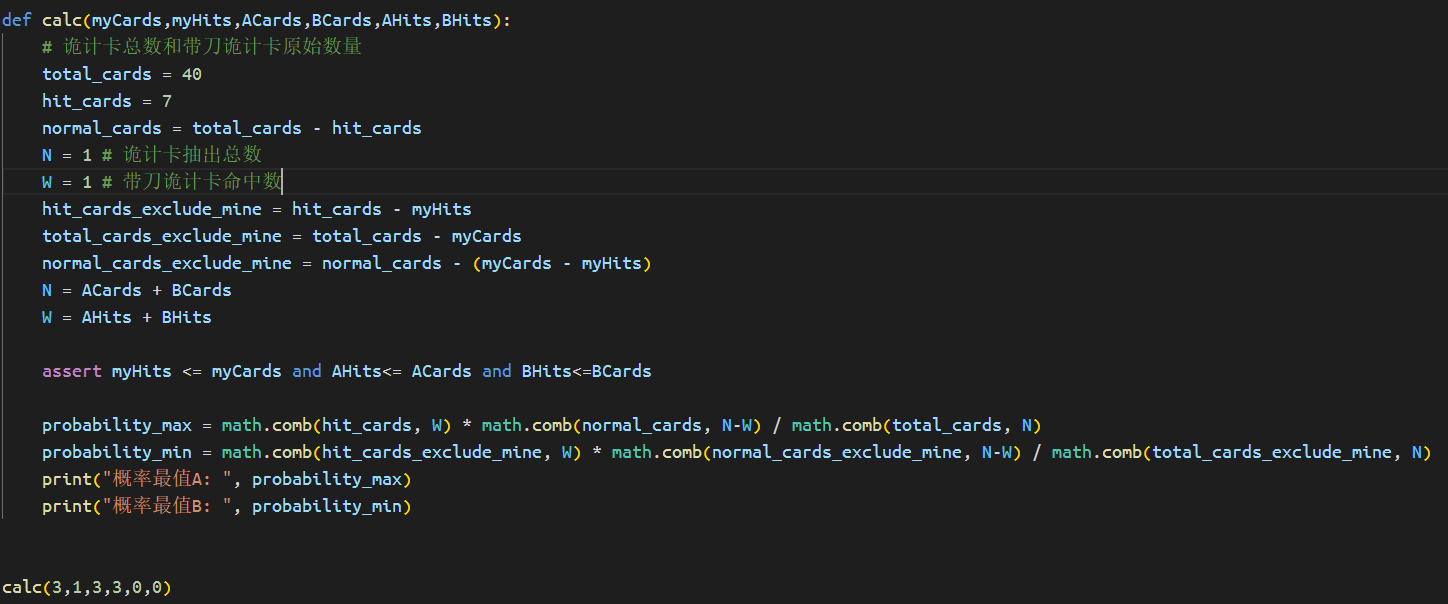 def calc(myCards,myHits,ACards,BCards,AHits,BHits):
# 诡计卡总数和带刀诡计卡原始数量
total_cards = 40
hit_cards = 7
normal_cards = total_cards - hit_cards
N = 1 # 诡计卡抽出总数
W = 1 # 带刀诡计卡命中数
hit_cards_exclude_mine = hit_cards - myHits
total_cards_exclude_mine = total_cards - myCards
normal_cards_exclude_mine = normal_cards - (myCards - myHits)
N = ACards + BCards
W = AHits + BHits
assert myHits <= myCards and AHits<= ACards and BHits<=BCards
probability_max = math.comb(hit_cards, W) * math.comb(normal_cards, N-W) / math.comb(total_cards, N)
probability_min = math.comb(hit_cards_exclude_mine, W) * math.comb(normal_cards_exclude_mine, N-W) / math.comb(total_cards_exclude_mine, N)
print("概率最值A: ", probability_max)
print("概率最值B: ", probability_min)
calc(3,1,3,3,0,0)